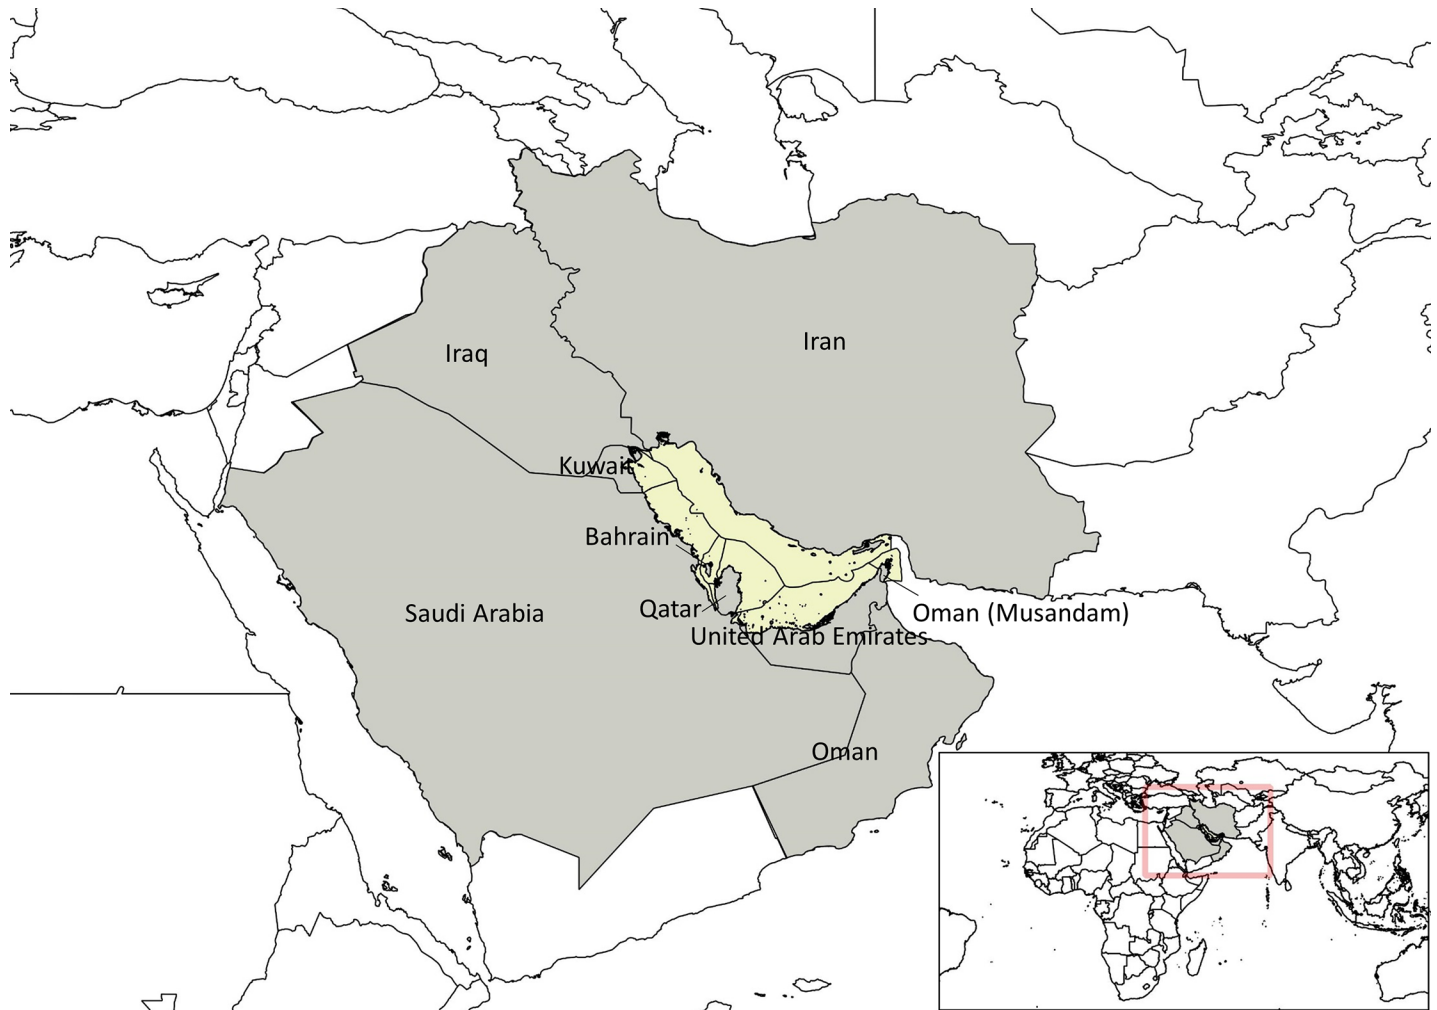 Iraq
Iran
Kuwait
Bahrain
Qatar
Saudi Arabia
Oman (Musandam)
United Arab Emirates
Oman